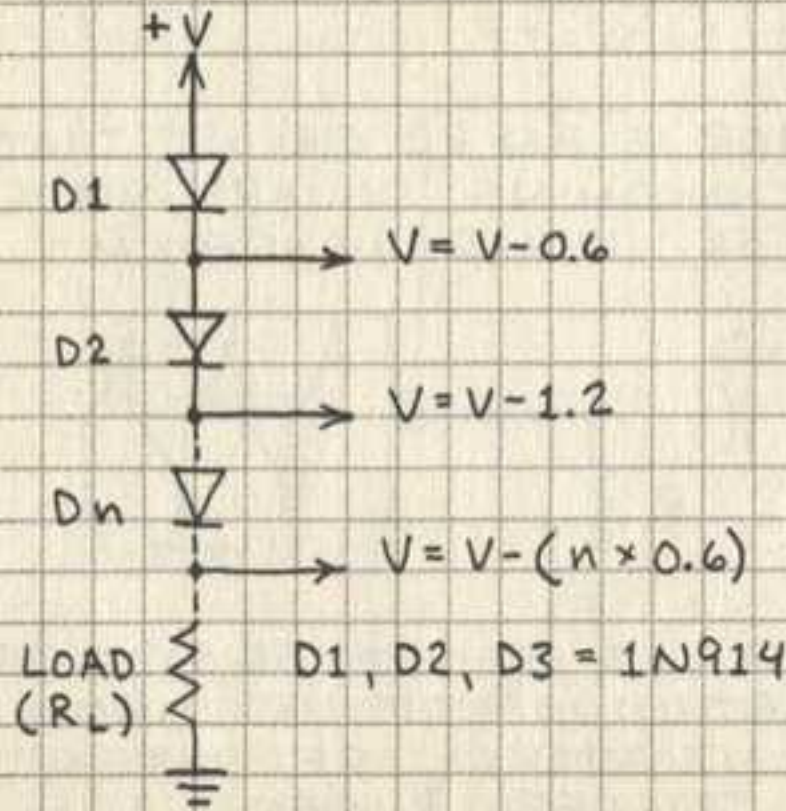 +V
D1
V = V - 0.6
D2
V = V - 1.2
Dn
V = V - (n × 0.6)
LOAD
(RL)
D1, D2, D3 = 1N914